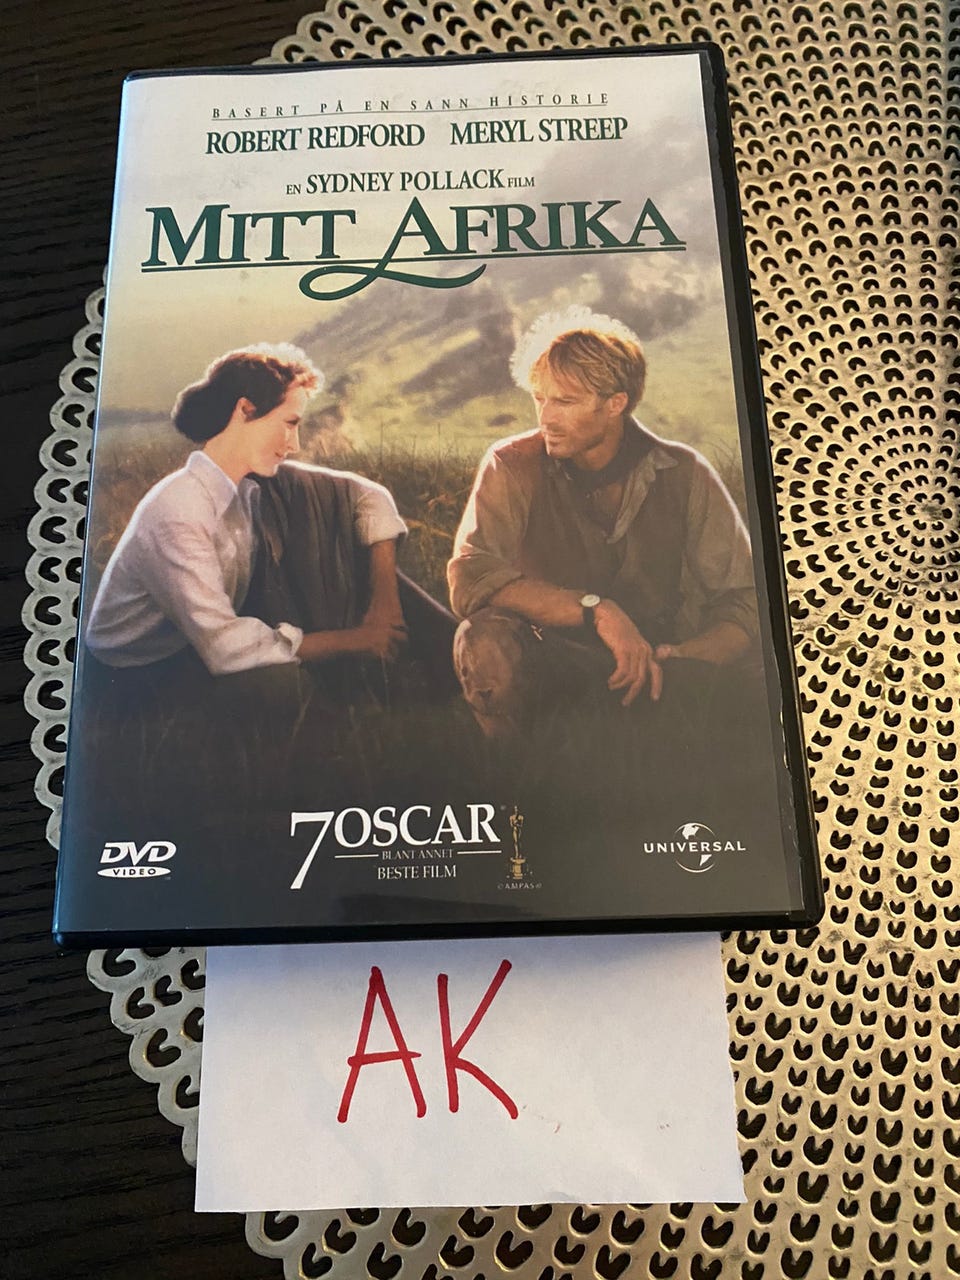 BASERT PÅ EN SANN HISTORIE
ROBERT REDFORD MERYL STREEP
EN SYDNEY POLLACK FILM
MITT AFRIKA
7 OSCAR
BLANT ANNET
BESTE FILM
©A.M.P.A.S.®
DVD
VIDEO
UNIVERSAL
AK